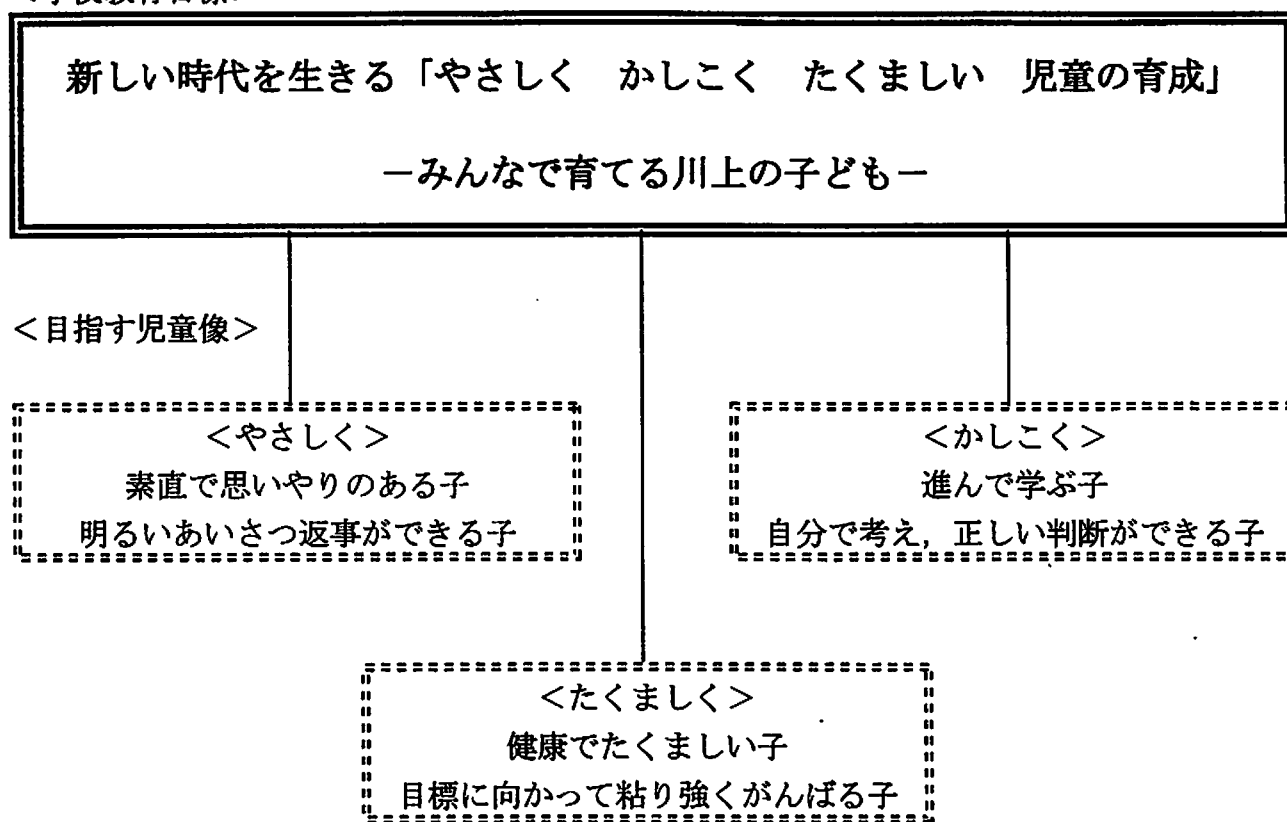 新しい時代を生きる「やさしく　かしこく　たくましい　児童の育成」
－みんなで育てる川上の子ども－
＜目指す児童像＞
＜やさしく＞
素直で思いやりのある子
明るいあいさつ返事ができる子
＜かしこく＞
進んで学ぶ子
自分で考え，正しい判断ができる子
＜たくましく＞
健康でたくましい子
目標に向かって粘り強くがんばる子